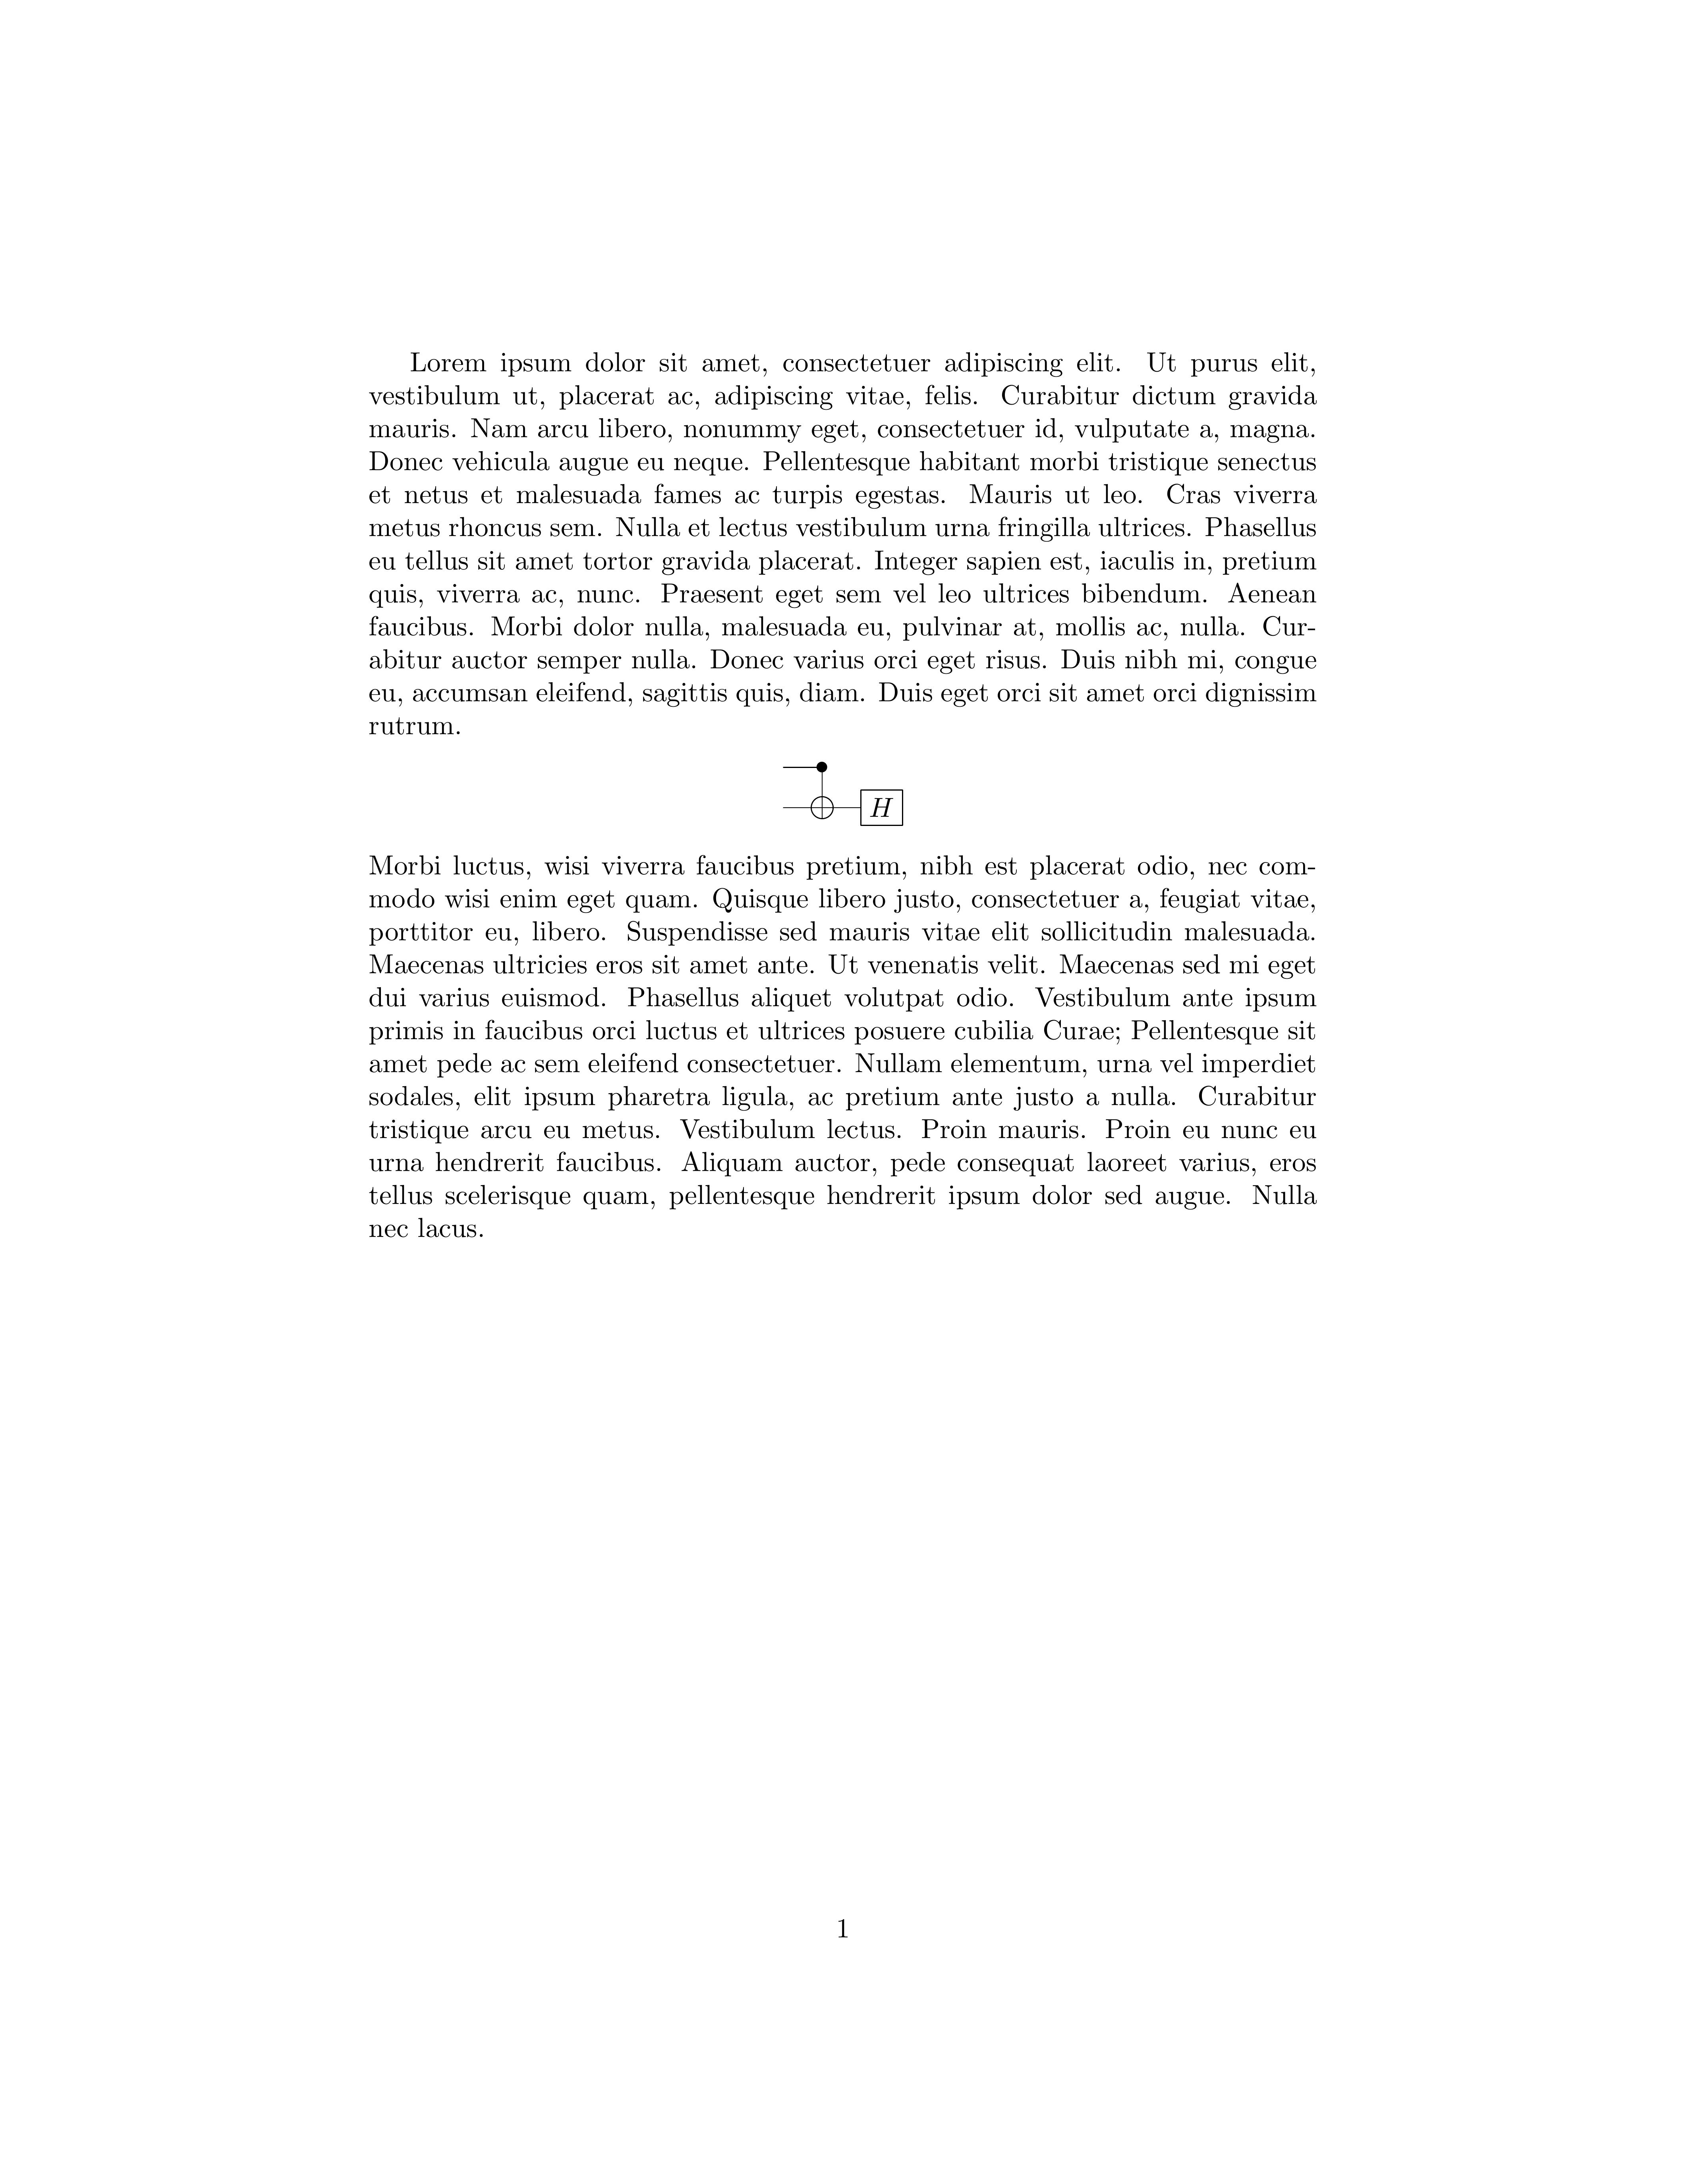 Lorem ipsum dolor sit amet, consectetuer adipiscing elit. Ut purus elit,
vestibulum ut, placerat ac, adipiscing vitae, felis. Curabitur dictum gravida
mauris. Nam arcu libero, nonummy eget, consectetuer id, vulputate a, magna.
Donec vehicula augue eu neque. Pellentesque habitant morbi tristique senectus
et netus et malesuada fames ac turpis egestas. Mauris ut leo. Cras viverra
metus rhoncus sem. Nulla et lectus vestibulum urna fringilla ultrices. Phasellus
eu tellus sit amet tortor gravida placerat. Integer sapien est, iaculis in, pretium
quis, viverra ac, nunc. Praesent eget sem vel leo ultrices bibendum. Aenean
faucibus. Morbi dolor nulla, malesuada eu, pulvinar at, mollis ac, nulla. Cur-
abitur auctor semper nulla. Donec varius orci eget risus. Duis nibh mi, congue
eu, accumsan eleifend, sagittis quis, diam. Duis eget orci sit amet orci dignissim
rutrum.
H
Morbi luctus, wisi viverra faucibus pretium, nibh est placerat odio, nec com-
modo wisi enim eget quam. Quisque libero justo, consectetuer a, feugiat vitae,
porttitor eu, libero. Suspendisse sed mauris vitae elit sollicitudin malesuada.
Maecenas ultricies eros sit amet ante. Ut venenatis velit. Maecenas sed mi eget
dui varius euismod. Phasellus aliquet volutpat odio. Vestibulum ante ipsum
primis in faucibus orci luctus et ultrices posuere cubilia Curae; Pellentesque sit
amet pede ac sem eleifend consectetuer. Nullam elementum, urna vel imperdiet
sodales, elit ipsum pharetra ligula, ac pretium ante justo a nulla. Curabitur
tristique arcu eu metus. Vestibulum lectus. Proin mauris. Proin eu nunc eu
urna hendrerit faucibus. Aliquam auctor, pede consequat laoreet varius, eros
tellus scelerisque quam, pellentesque hendrerit ipsum dolor sed augue. Nulla
nec lacus.
1